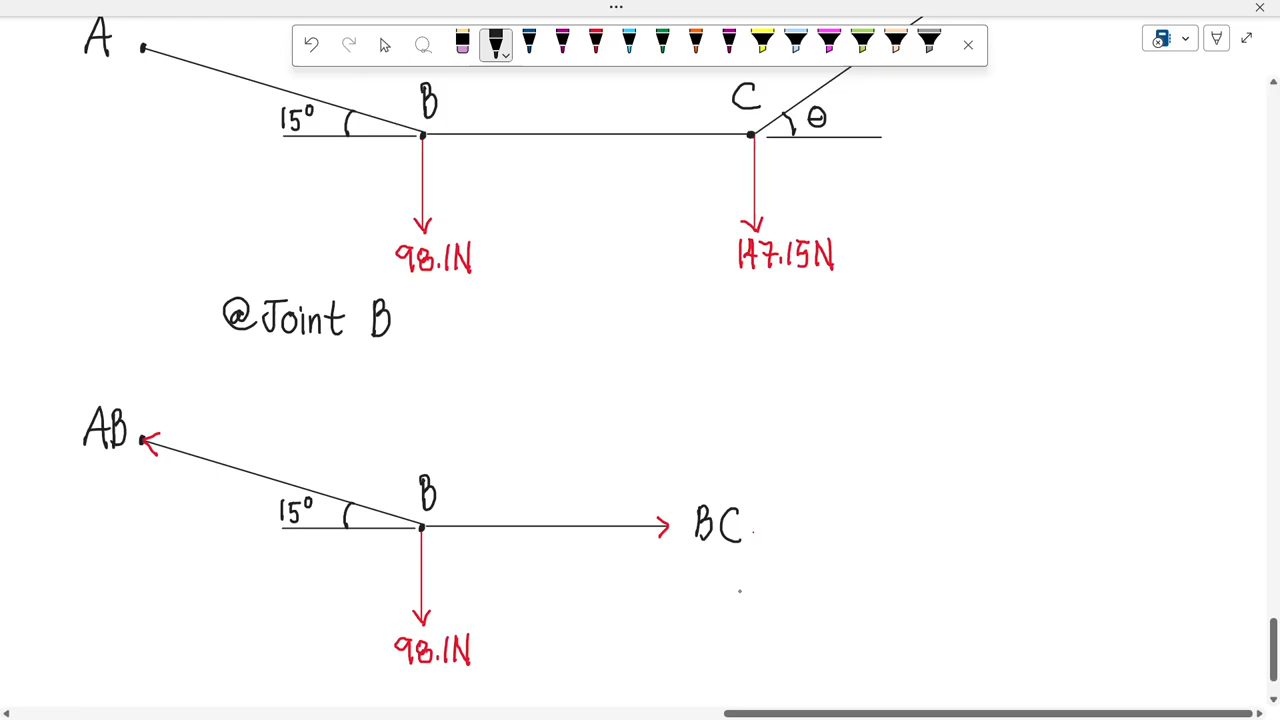 A
B
C
15°
θ
98.1N
147.15N
@Joint B
AB
B
15°
BC
98.1N